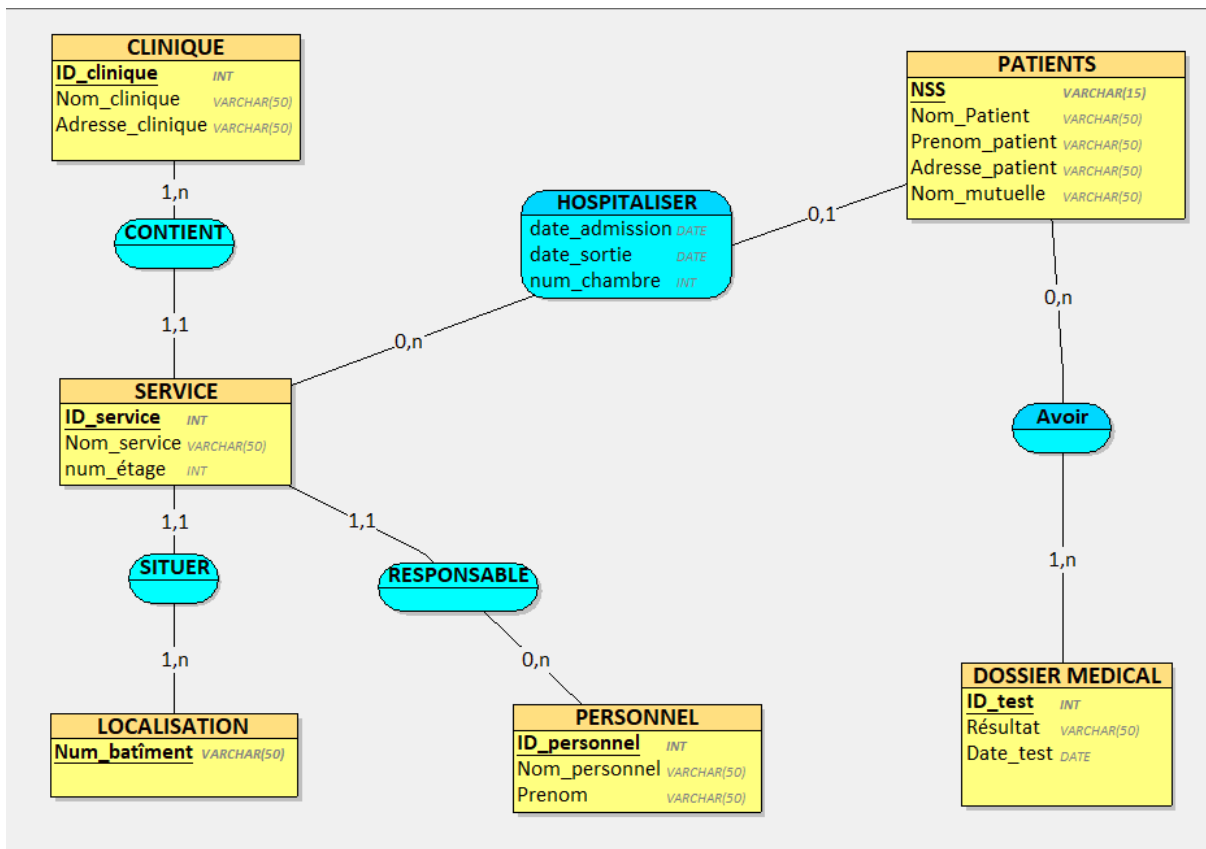 CLINIQUE
ID_clinique INT
Nom_clinique VARCHAR(50)
Adresse_clinique VARCHAR(50)
1,n
CONTIENT
1,1
SERVICE
ID_service INT
Nom_service VARCHAR(50)
num_étage INT
1,1
SITUER
1,n
LOCALISATION
Num_batîment VARCHAR(50)
1,1
RESPONSABLE
0,n
PERSONNEL
ID_personnel INT
Nom_personnel VARCHAR(50)
Prenom VARCHAR(50)
0,n
HOSPITALISER
date_admission DATE
date_sortie DATE
num_chambre INT
0,1
PATIENTS
NSS VARCHAR(15)
Nom_Patient VARCHAR(50)
Prenom_patient VARCHAR(50)
Adresse_patient VARCHAR(50)
Nom_mutuelle VARCHAR(50)
0,n
Avoir
1,n
DOSSIER MEDICAL
ID_test INT
Résultat VARCHAR(50)
Date_test DATE